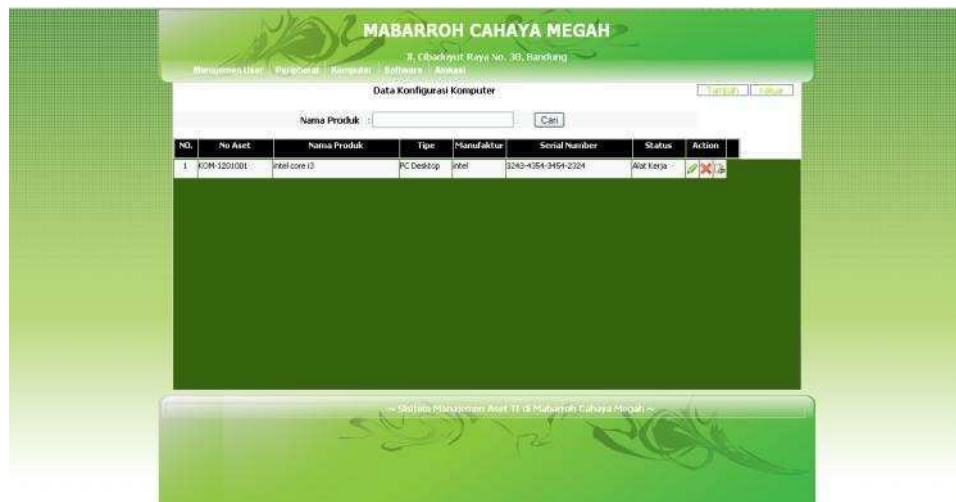 MABARROH CAHAYA MEGAH
Jl. Cibaduyut Raya No. 30, Bandung
Manajemen User Peripheral Komputer Software Alokasi
Data Konfigurasi Komputer Tambah Keluar
Nama Produk : Cari
NO. No Aset Nama Produk Tipe Manufaktur Serial Number Status Action
1 KOM-1201001 intel core i3 PC Desktop intel 3243-4354-3454-2324 Alat Kerja
~ Sistem Manajemen Aset TI di Mabarroh Cahaya Megah ~